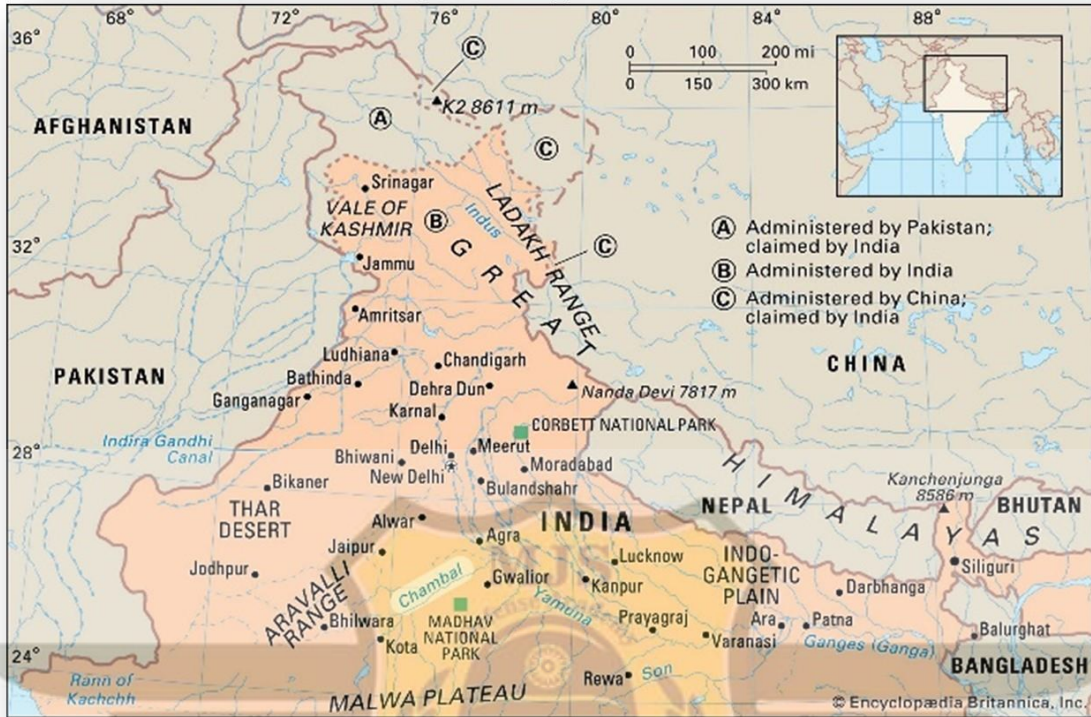 68°
72°
76°
80°
84°
88°
36°
32°
28°
24°
0 100 200 mi
0 150 300 km
C
K2 8611 m
AFGHANISTAN
A
C
Srinagar
VALE OF
KASHMIR
B
Indus
LADAKH RANGE
C
GREAT
Jammu
A Administered by Pakistan;
claimed by India
B Administered by India
C Administered by China;
claimed by India
Amritsar
Ludhiana
Chandigarh
CHINA
PAKISTAN
Bathinda
Dehra Dun
Nanda Devi 7817 m
Ganganagar
Karnal
CORBETT NATIONAL PARK
Indira Gandhi
Canal
Delhi
Meerut
Bhiwani
New Delhi
Moradabad
HIMALAYAS
Kanchenjunga
8586 m
Bikaner
Bulandshahr
NEPAL
BHUTAN
THAR
DESERT
Alwar
INDIA
Agra
MJS
Jaipur
Lucknow
INDO-
GANGETIC
PLAIN
Siliguri
Jodhpur
Chambal
Gwalior
Kanpur
Darbhanga
ARAVALLI
RANGE
Yamuna
Bhilwara
MADHAV
NATIONAL
PARK
Prayagraj
Ara
Patna
Balurghat
Kota
Varanasi
Ganges (Ganga)
BANGLADESH
Rann of
Kachchh
Rewa
Son
MALWA PLATEAU
© Encyclopædia Britannica, Inc.